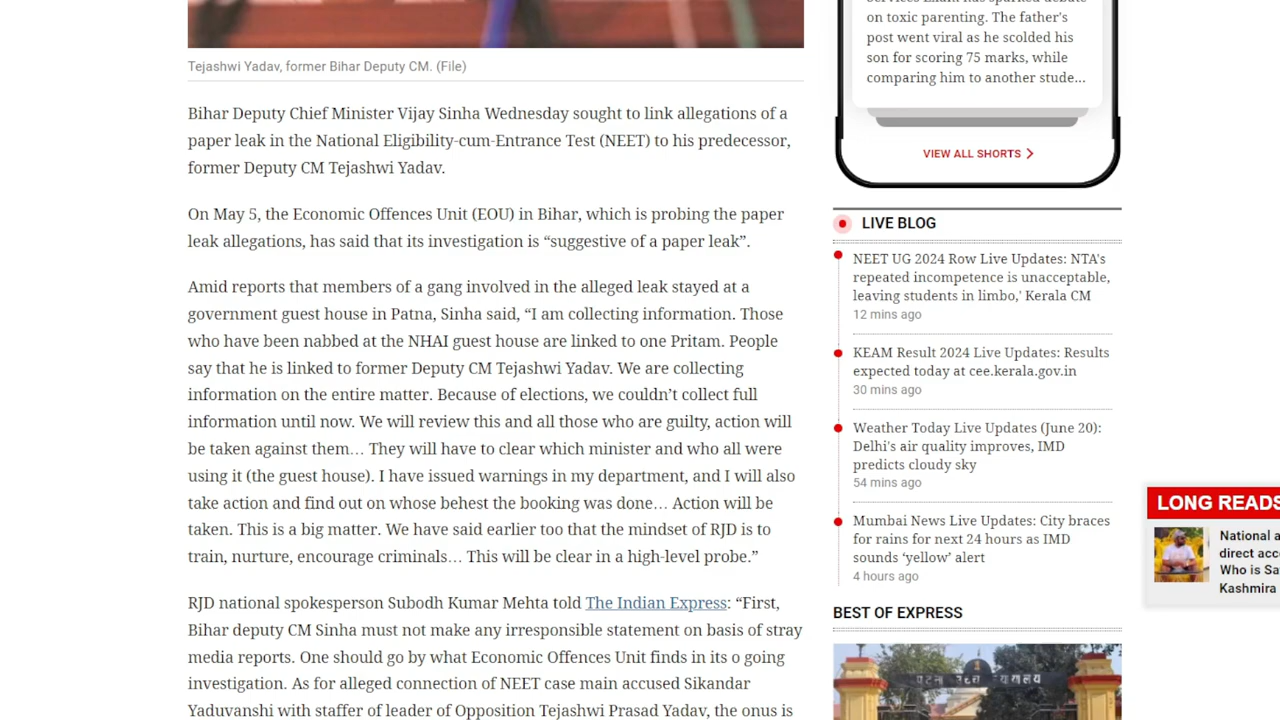 Tejashwi Yadav, former Bihar Deputy CM. (File)
Bihar Deputy Chief Minister Vijay Sinha Wednesday sought to link allegations of a
paper leak in the National Eligibility-cum-Entrance Test (NEET) to his predecessor,
former Deputy CM Tejashwi Yadav.
On May 5, the Economic Offences Unit (EOU) in Bihar, which is probing the paper
leak allegations, has said that its investigation is “suggestive of a paper leak”.
Amid reports that members of a gang involved in the alleged leak stayed at a
government guest house in Patna, Sinha said, “I am collecting information. Those
who have been nabbed at the NHAI guest house are linked to one Pritam. People
say that he is linked to former Deputy CM Tejashwi Yadav. We are collecting
information on the entire matter. Because of elections, we couldn’t collect full
information until now. We will review this and all those who are guilty, action will
be taken against them… They will have to clear which minister and who all were
using it (the guest house). I have issued warnings in my department, and I will also
take action and find out on whose behest the booking was done… Action will be
taken. This is a big matter. We have said earlier too that the mindset of RJD is to
train, nurture, encourage criminals… This will be clear in a high-level probe.”
RJD national spokesperson Subodh Kumar Mehta told The Indian Express: “First,
Bihar deputy CM Sinha must not make any irresponsible statement on basis of stray
media reports. One should go by what Economic Offences Unit finds in its o going
investigation. As for alleged connection of NEET case main accused Sikandar
Yaduvanshi with staffer of leader of Opposition Tejashwi Prasad Yadav, the onus is
on toxic parenting. The father's
post went viral as he scolded his
son for scoring 75 marks, while
comparing him to another stude...
VIEW ALL SHORTS
LIVE BLOG
NEET UG 2024 Row Live Updates: NTA's
repeated incompetence is unacceptable,
leaving students in limbo,' Kerala CM
12 mins ago
KEAM Result 2024 Live Updates: Results
expected today at cee.kerala.gov.in
30 mins ago
Weather Today Live Updates (June 20):
Delhi's air quality improves, IMD
predicts cloudy sky
54 mins ago
Mumbai News Live Updates: City braces
for rains for next 24 hours as IMD
sounds ‘yellow’ alert
4 hours ago
BEST OF EXPRESS
LONG READS
National a
direct acc
Who is Sa
Kashmira